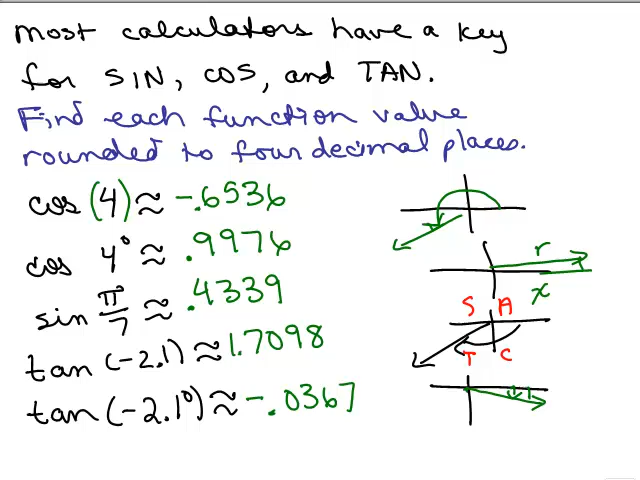 most calculators have a key
for SIN, COS, and TAN.
Find each function value
rounded to four decimal places.
cos (4) ≈ -.6536
cos 4° ≈ .9976
r
x
sin π/7 ≈ .4339
S A
T C
tan (-2.1) ≈ 1.7098
tan (-2.1°) ≈ -.0367